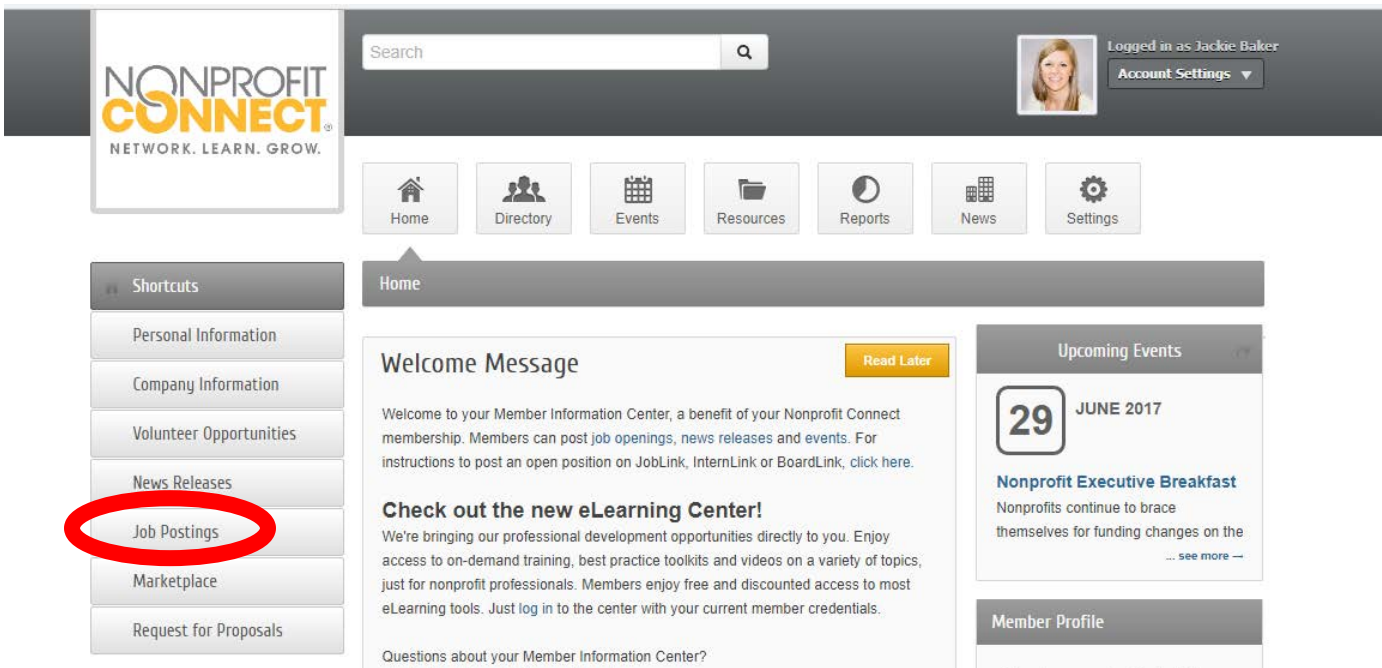 NONPROFIT
CONNECT®
NETWORK. LEARN. GROW.
Search
Logged in as Jackie Baker
Account Settings ▼
Home
Directory
Events
Resources
Reports
News
Settings
Shortcuts
Personal Information
Company Information
Volunteer Opportunities
News Releases
Job Postings
Marketplace
Request for Proposals
Home
Welcome Message
Read Later
Welcome to your Member Information Center, a benefit of your Nonprofit Connect
membership. Members can post job openings, news releases and events. For
instructions to post an open position on JobLink, InternLink or BoardLink, click here.
Check out the new eLearning Center!
We're bringing our professional development opportunities directly to you. Enjoy
access to on-demand training, best practice toolkits and videos on a variety of topics,
just for nonprofit professionals. Members enjoy free and discounted access to most
eLearning tools. Just log in to the center with your current member credentials.
Questions about your Member Information Center?
Upcoming Events
29
JUNE 2017
Nonprofit Executive Breakfast
Nonprofits continue to brace
themselves for funding changes on the
... see more →
Member Profile